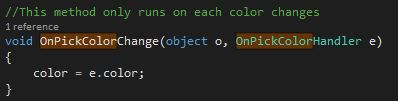 //This method only runs on each color changes
1 reference
void OnPickColorChange(object o, OnPickColorHandler e)
{
color = e.color;
}